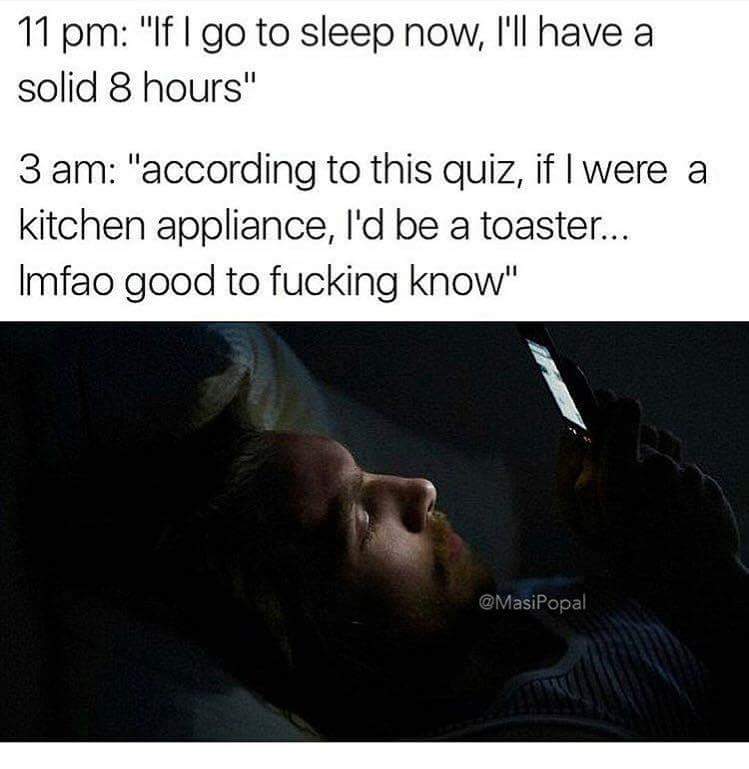 11 pm: "If I go to sleep now, I'll have a
solid 8 hours"
3 am: "according to this quiz, if I were a
kitchen appliance, I'd be a toaster...
lmfao good to fucking know"
@MasiPopal